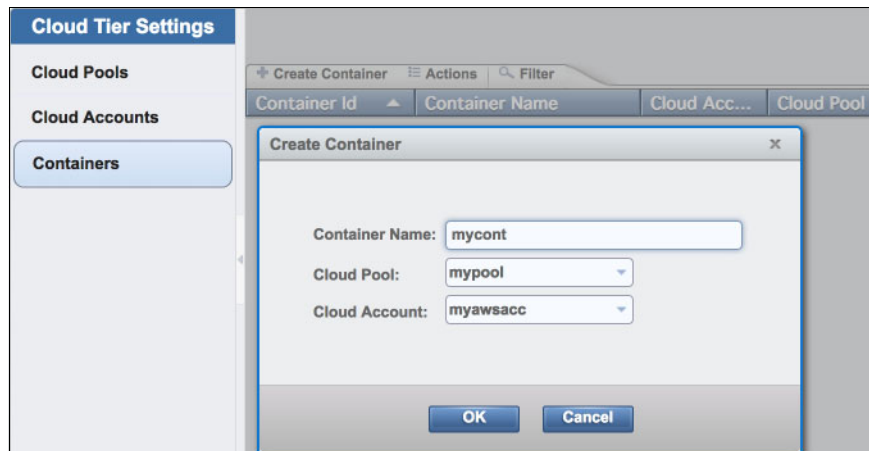 Cloud Tier Settings
Cloud Pools
Cloud Accounts
Containers
Create Container Actions Filter
Container Id Container Name Cloud Acc... Cloud Pool
Create Container x
Container Name: mycont
Cloud Pool: mypool
Cloud Account: myawsacc
OK Cancel